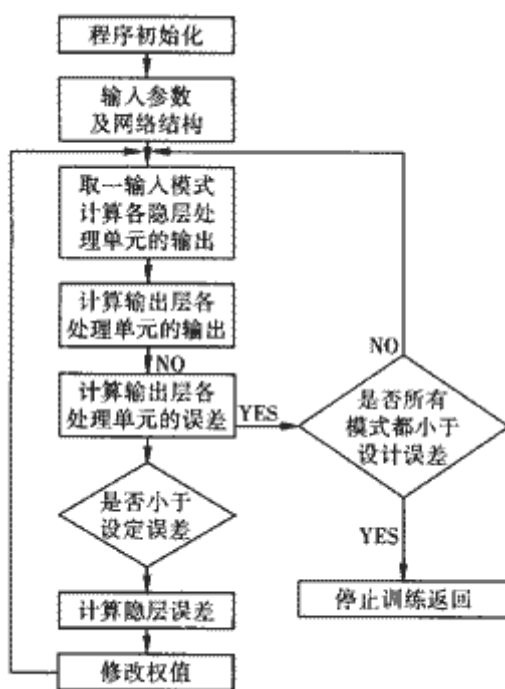 程序初始化
输入参数
及网络结构
取一输入模式
计算各隐层处
理单元的输出
计算输出层各
处理单元的输出
NO
计算输出层各
处理单元的误差
YES
是否小于
设定误差
计算隐层误差
修改权值
NO
是否所有
模式都小于
设计误差
YES
停止训练返回